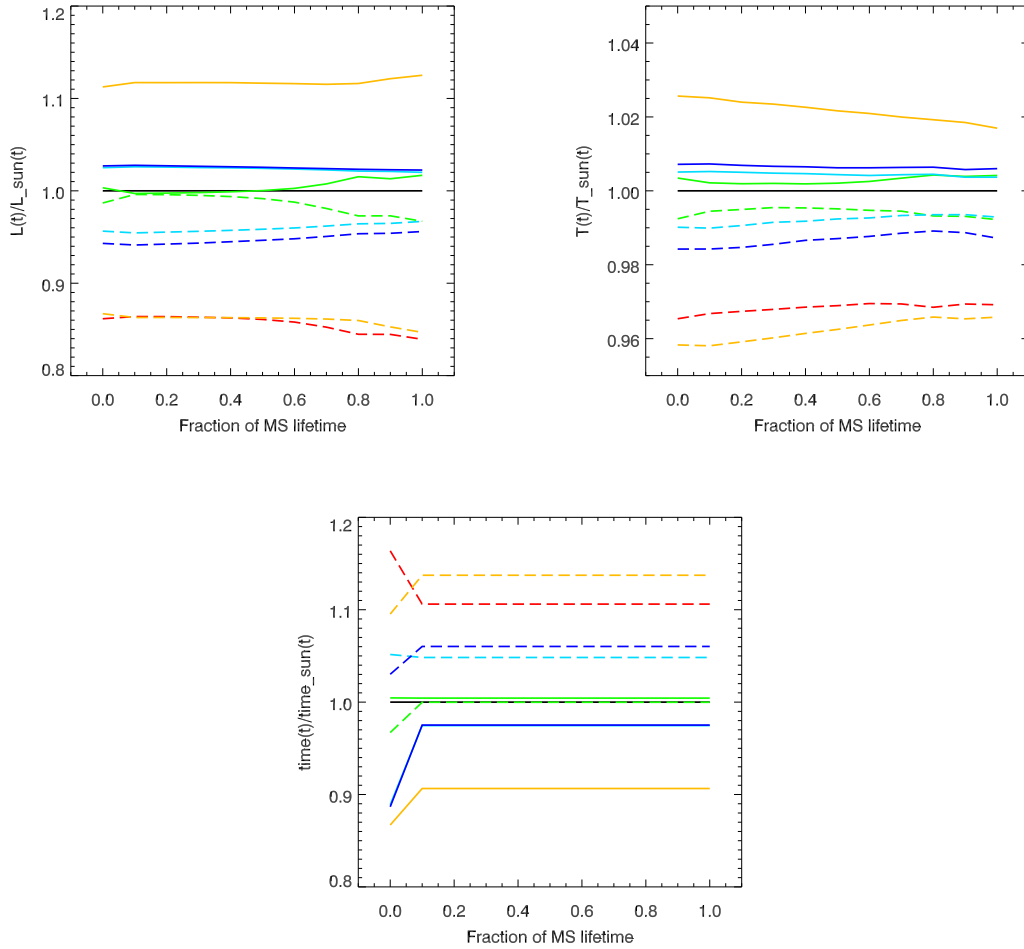 1.2
1.1
1.0
0.9
0.8
L(t)/L_sun(t)
0.0 0.2 0.4 0.6 0.8 1.0
Fraction of MS lifetime
1.04
1.02
1.00
0.98
0.96
T(t)/T_sun(t)
0.0 0.2 0.4 0.6 0.8 1.0
Fraction of MS lifetime
1.2
1.1
1.0
0.9
0.8
time(t)/time_sun(t)
0.0 0.2 0.4 0.6 0.8 1.0
Fraction of MS lifetime